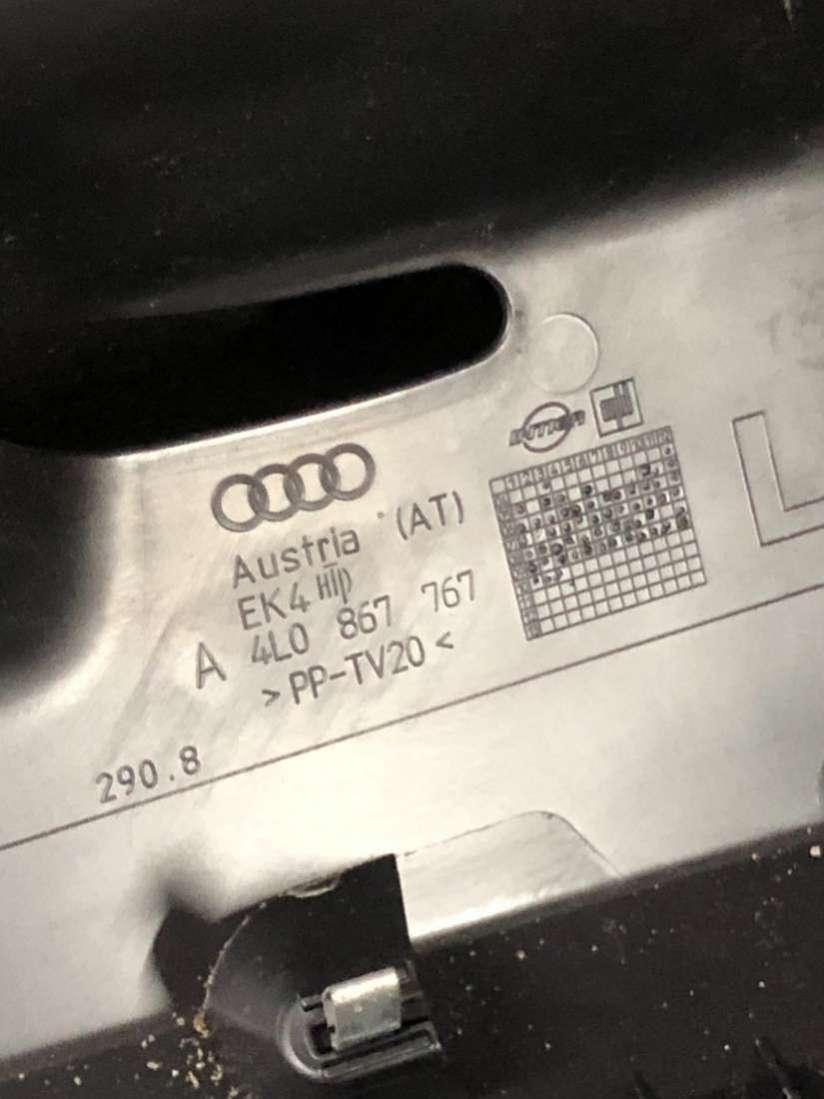 Austria (AT)
EK4
A 4L0 867 767
>PP-TV20<
290.8
L